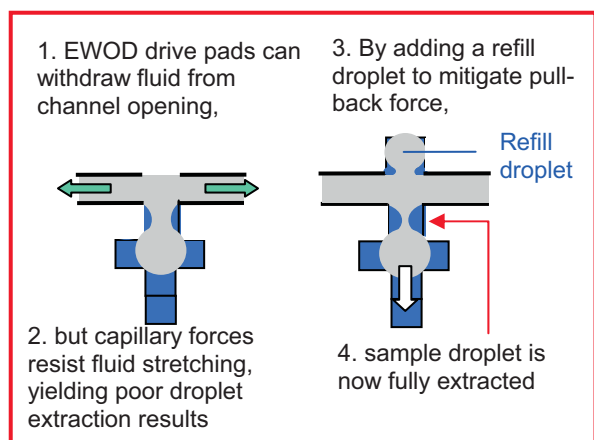 1. EWOD drive pads can
withdraw fluid from
channel opening,
2. but capillary forces
resist fluid stretching,
yielding poor droplet
extraction results
3. By adding a refill
droplet to mitigate pull-
back force,
Refill
droplet
4. sample droplet is
now fully extracted